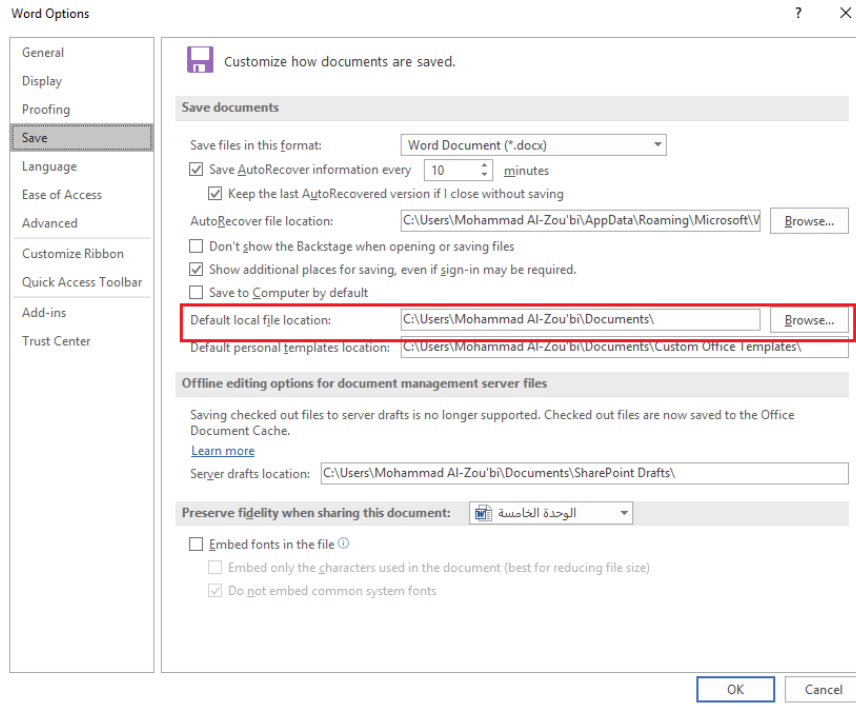 Word Options
General
Display
Proofing
Save
Language
Ease of Access
Advanced
Customize Ribbon
Quick Access Toolbar
Add-ins
Trust Center
Customize how documents are saved.
Save documents
Save files in this format: Word Document (*.docx)
Save AutoRecover information every 10 minutes
Keep the last AutoRecovered version if I close without saving
AutoRecover file location: C:\Users\Mohammad Al-Zou'bi\AppData\Roaming\Microsoft\W Browse...
Don't show the Backstage when opening or saving files
Show additional places for saving, even if sign-in may be required.
Save to Computer by default
Default local file location: C:\Users\Mohammad Al-Zou'bi\Documents\ Browse...
Default personal templates location: C:\Users\Mohammad Al-Zou'bi\Documents\Custom Office Templates\
Offline editing options for document management server files
Saving checked out files to server drafts is no longer supported. Checked out files are now saved to the Office
Document Cache.
Learn more
Server drafts location: C:\Users\Mohammad Al-Zou'bi\Documents\SharePoint Drafts\
Preserve fidelity when sharing this document: الوحدة الخامسة
Embed fonts in the file
Embed only the characters used in the document (best for reducing file size)
Do not embed common system fonts
OK Cancel